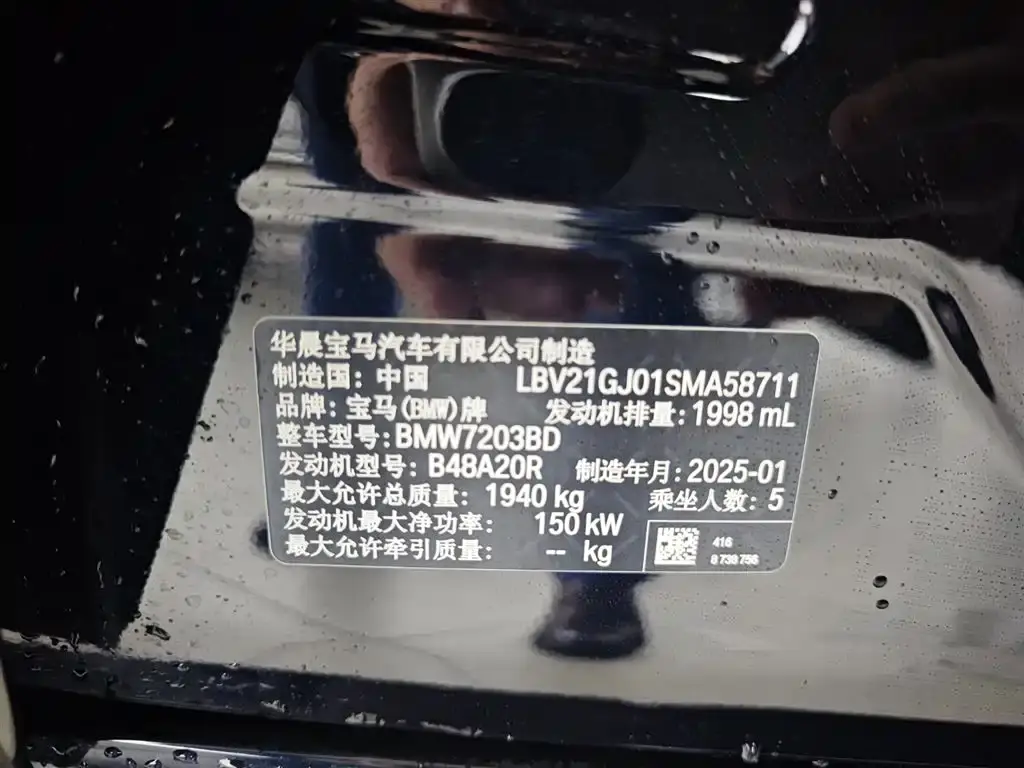 华晨宝马汽车有限公司制造
制造国：中国 LBV21GJ01SMA58711
品牌：宝马(BMW)牌 发动机排量：1998 mL
整车型号：BMW7203BD
发动机型号：B48A20R 制造年月：2025-01
最大允许总质量：1940 kg 乘坐人数：5
发动机最大净功率：150 kW
最大允许牵引质量：-- kg
416
8 739 756